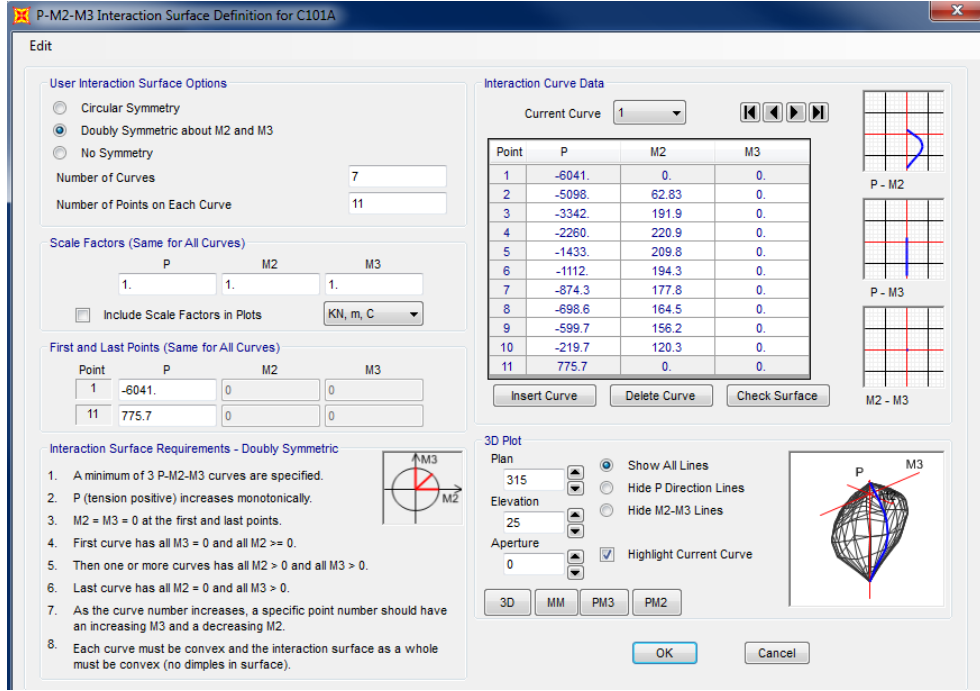 P-M2-M3 Interaction Surface Definition for C101A
Edit
User Interaction Surface Options
Circular Symmetry
Doubly Symmetric about M2 and M3
No Symmetry
Number of Curves 7
Number of Points on Each Curve 11
Scale Factors (Same for All Curves)
P M2 M3
1. 1. 1.
Include Scale Factors in Plots KN, m, C
First and Last Points (Same for All Curves)
Point P M2 M3
1 -6041. 0 0
11 775.7 0 0
Interaction Surface Requirements - Doubly Symmetric
1. A minimum of 3 P-M2-M3 curves are specified.
2. P (tension positive) increases monotonically.
3. M2 = M3 = 0 at the first and last points.
4. First curve has all M3 = 0 and all M2 >= 0.
5. Then one or more curves has all M2 > 0 and all M3 > 0.
6. Last curve has all M2 = 0 and all M3 > 0.
7. As the curve number increases, a specific point number should have
an increasing M3 and a decreasing M2.
8. Each curve must be convex and the interaction surface as a whole
must be convex (no dimples in surface).
M3
M2
Interaction Curve Data
Current Curve 1
Point P M2 M3
1 -6041. 0. 0.
2 -5098. 62.83 0.
3 -3342. 191.9 0.
4 -2260. 220.9 0.
5 -1433. 209.8 0.
6 -1112. 194.3 0.
7 -874.3 177.8 0.
8 -698.6 164.5 0.
9 -599.7 156.2 0.
10 -219.7 120.3 0.
11 775.7 0. 0.
Insert Curve Delete Curve Check Surface
P - M2
P - M3
M2 - M3
3D Plot
Plan
315
Elevation
25
Aperture
0
Show All Lines
Hide P Direction Lines
Hide M2-M3 Lines
Highlight Current Curve
3D MM PM3 PM2
P M3
OK Cancel